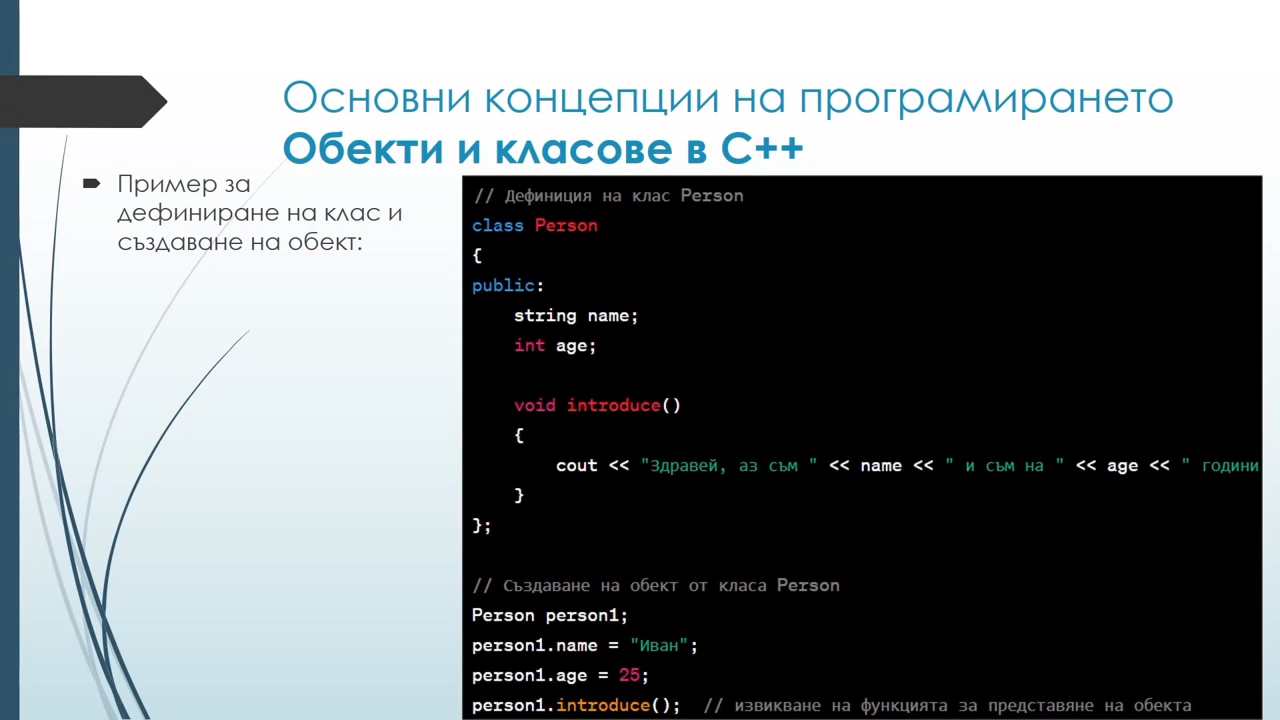 Основни концепции на програмирането
Обекти и класове в C++
Пример за
дефиниране на клас и
създаване на обект:
// Дефиниция на клас Person
class Person
{
public:
    string name;
    int age;

    void introduce()
    {
        cout << "Здравей, аз съм " << name << " и съм на " << age << " години
    }
};

// Създаване на обект от класа Person
Person person1;
person1.name = "Иван";
person1.age = 25;
person1.introduce();  // извикване на функцията за представяне на обекта